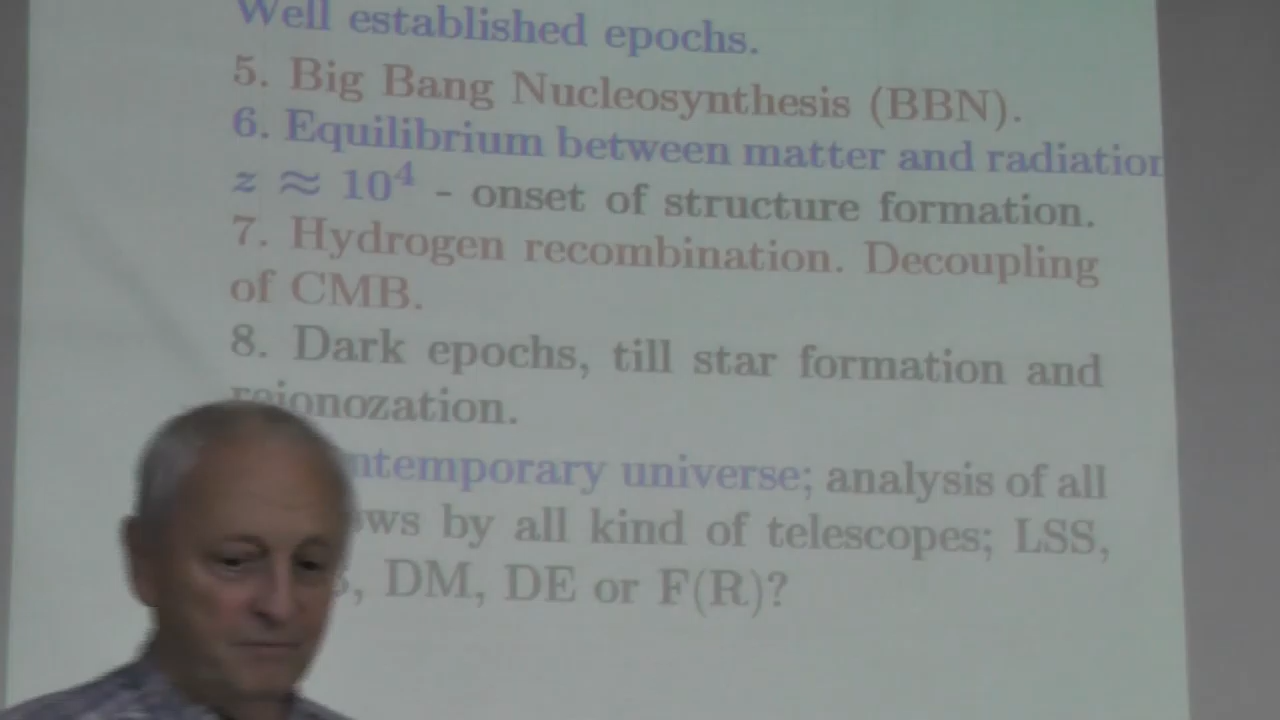 Well established epochs.
5. Big Bang Nucleosynthesis (BBN).
6. Equilibrium between matter and radiation
z ≈ 10⁴ - onset of structure formation.
7. Hydrogen recombination. Decoupling
of CMB.
8. Dark epochs, till star formation and
reionozation.
ntemporary universe; analysis of all
ows by all kind of telescopes; LSS,
, DM, DE or F(R)?